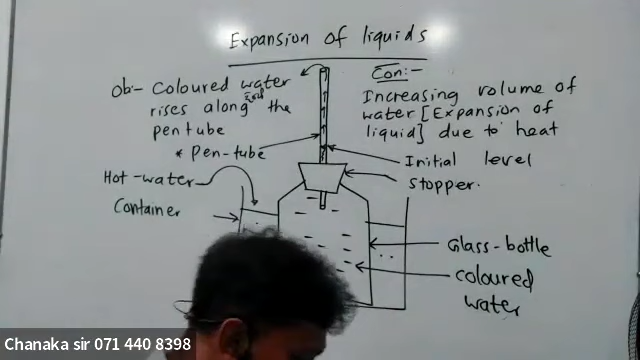 Expansion of liquids
Ob:- Coloured water
rises along the
pen tube
* Pen-tube
Con:-
Increasing volume of
water [Expansion of
liquid] due to heat
Initial level
Stopper.
Hot-water
Container
Glass-bottle
coloured
water
Chanaka sir 071 440 8398